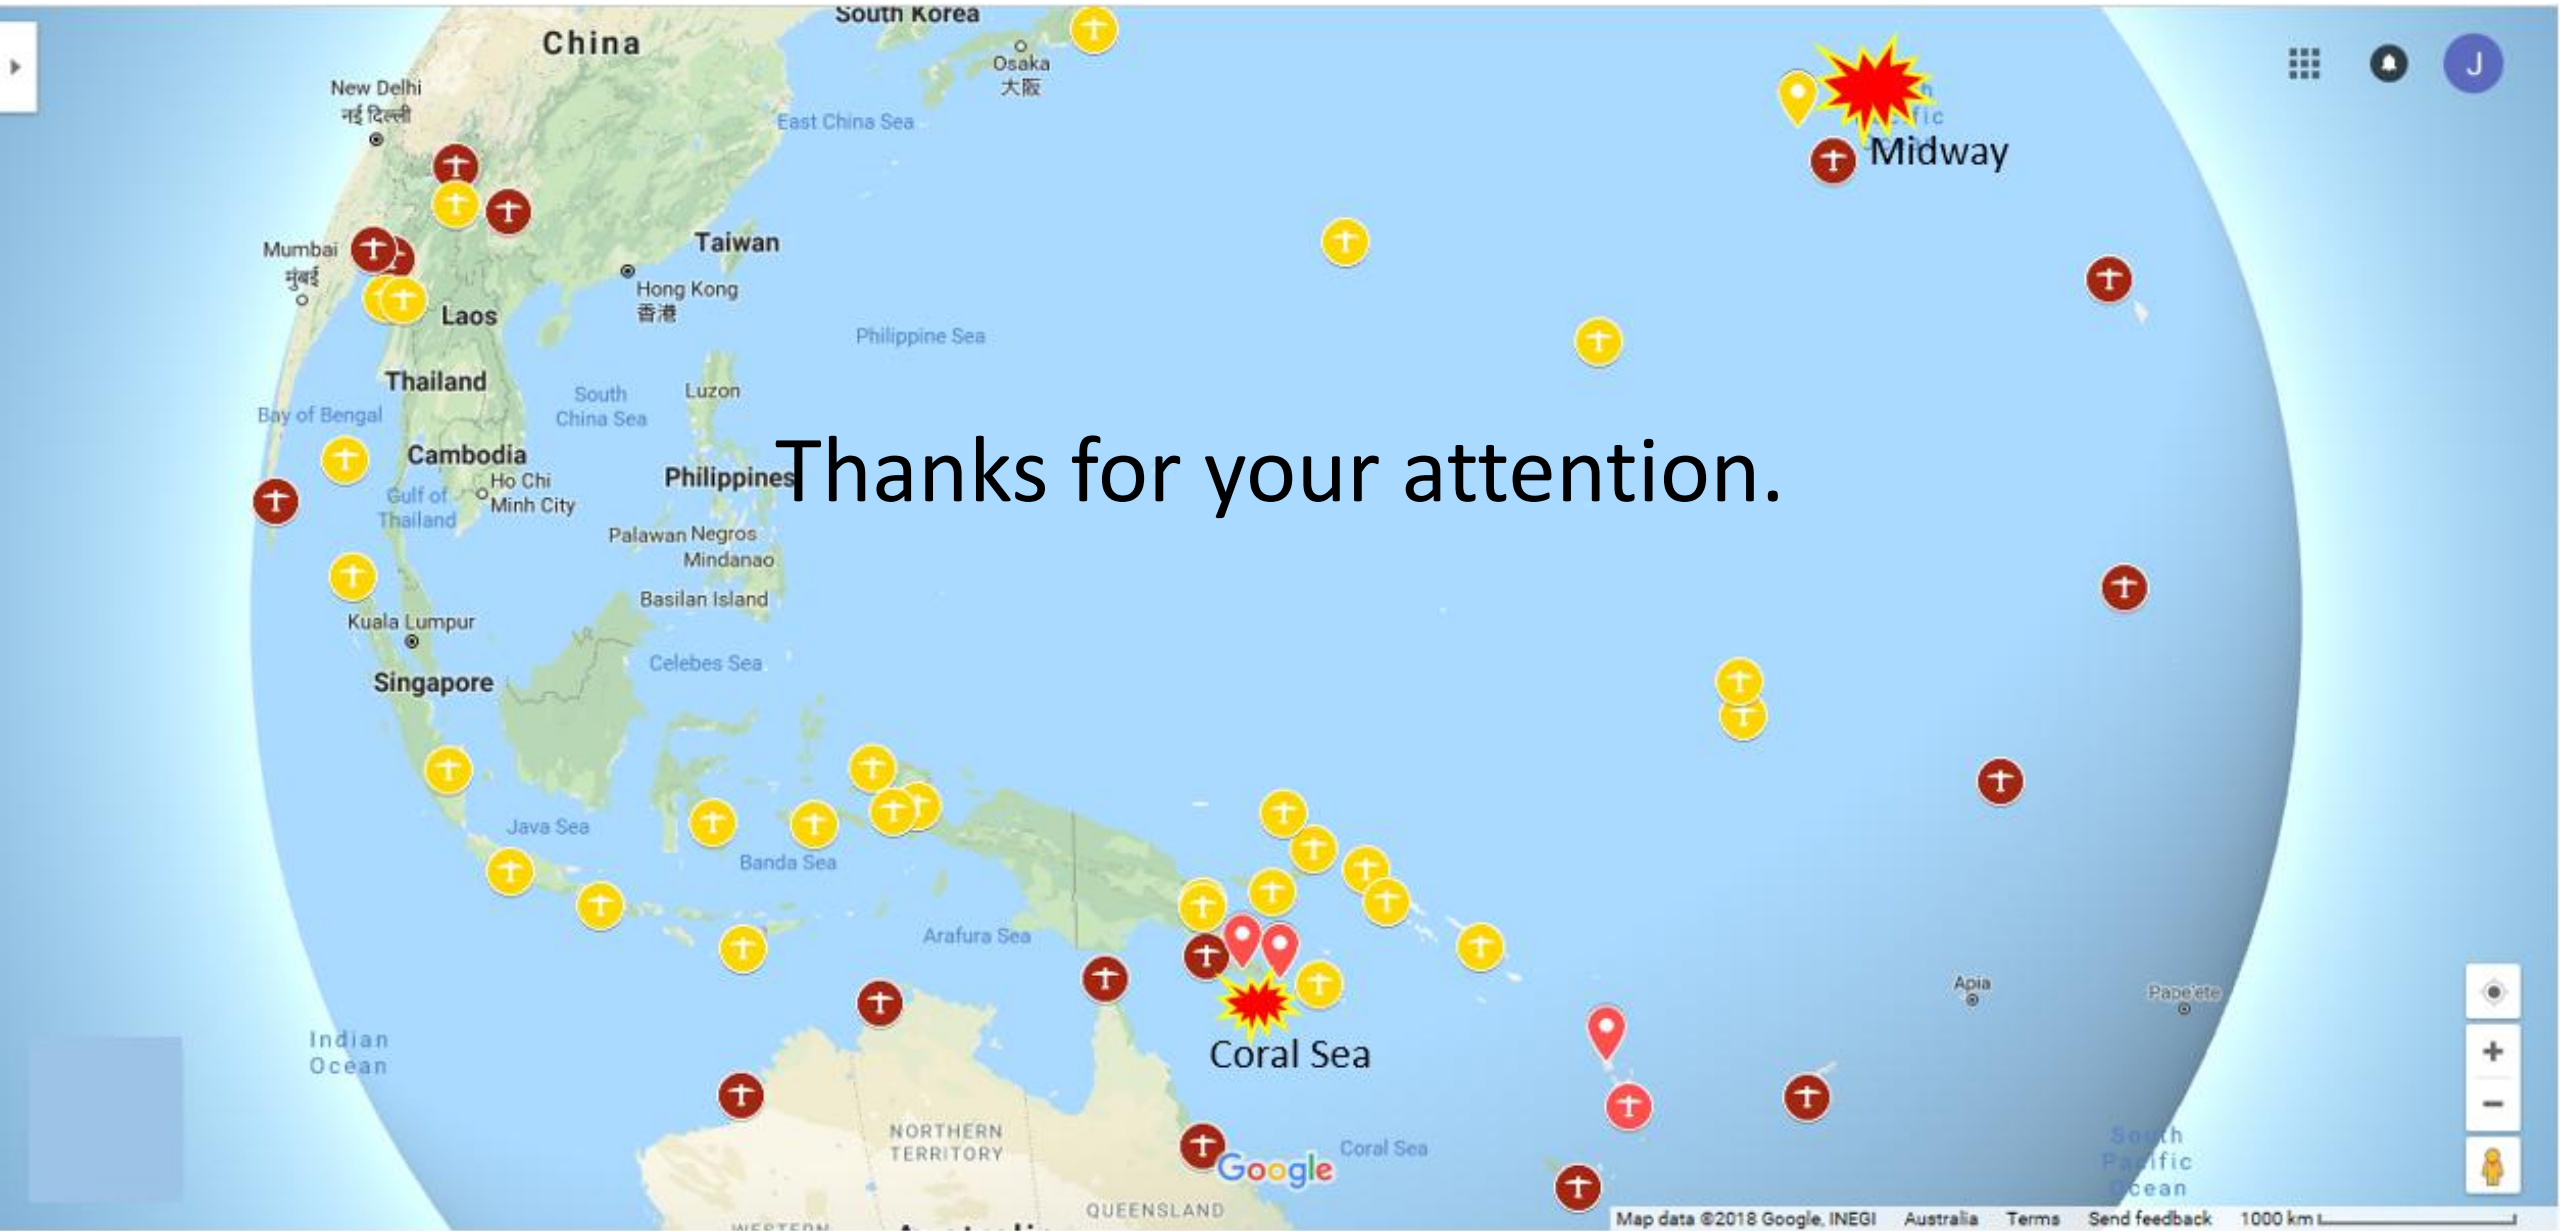 South Korea
China
Osaka
大阪
J
New Delhi
नई दिल्ली
East China Sea
Midway
Mumbai
मुंबई
Taiwan
Hong Kong
香港
Laos
Philippine Sea
Thailand
South
China Sea
Luzon
Bay of Bengal
Cambodia
Ho Chi
Minh City
Gulf of
Thailand
Philippines
Thanks for your attention.
Palawan
Negros
Mindanao
Basilan Island
Kuala Lumpur
Celebes Sea
Singapore
Java Sea
Banda Sea
Arafura Sea
Apia
Pape'ete
Indian
Ocean
Coral Sea
NORTHERN
TERRITORY
Google
Coral Sea
South
Pacific
Ocean
QUEENSLAND
WESTERN
Map data ©2018 Google, INEGI Australia Terms Send feedback 1000 km